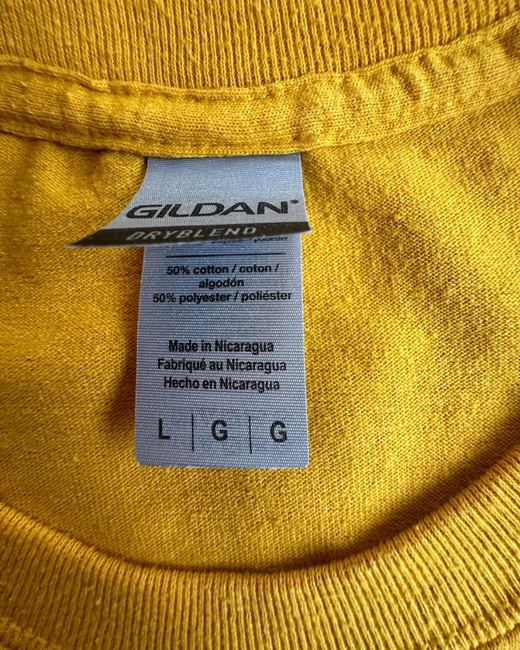 GILDAN®
DRYBLEND
50% cotton / coton /
algodón
50% polyester / poliéster
Made in Nicaragua
Fabriqué au Nicaragua
Hecho en Nicaragua
L | G | G